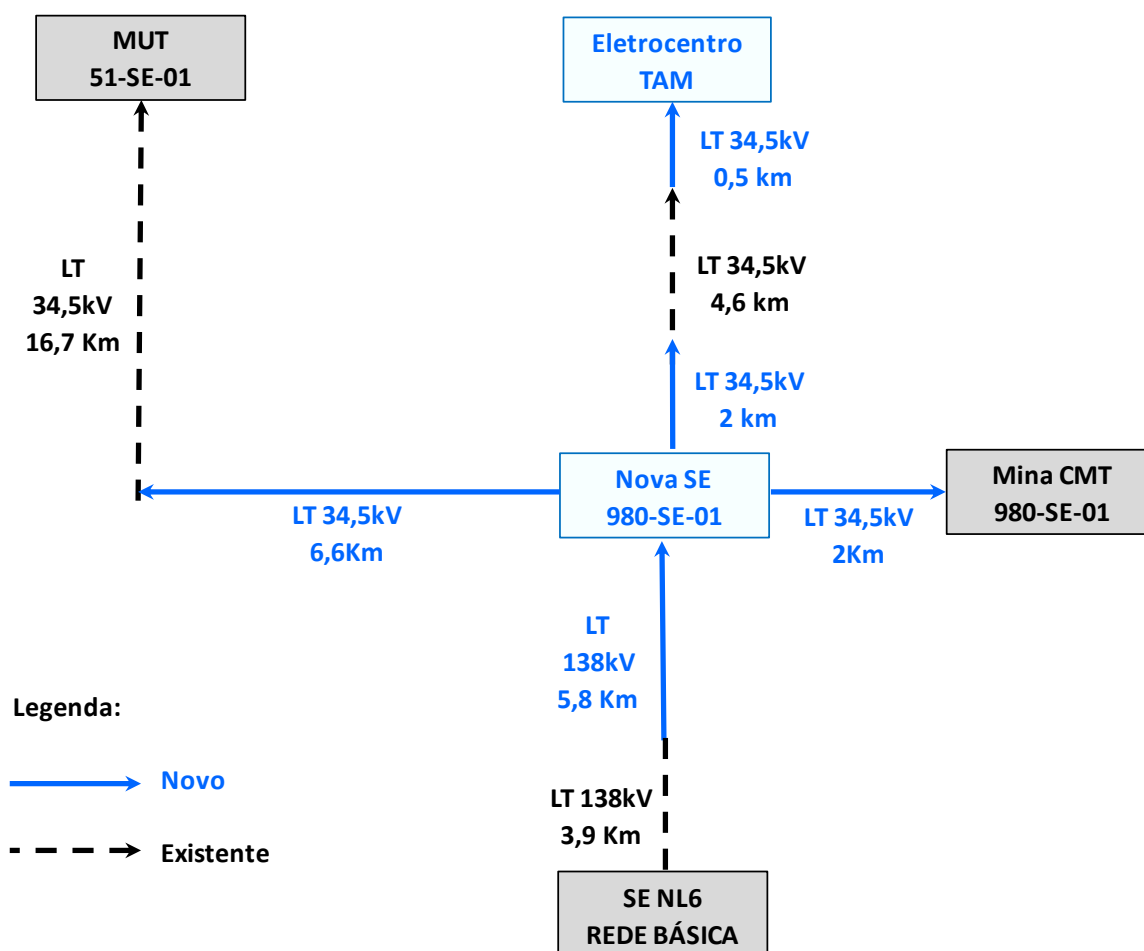 MUT
51-SE-01
Eletrocentro
TAM
LT 34,5kV
0,5 km
LT
34,5kV
16,7 Km
LT 34,5kV
4,6 km
LT 34,5kV
2 km
Nova SE
980-SE-01
Mina CMT
980-SE-01
LT 34,5kV
6,6Km
LT 34,5kV
2Km
LT
138kV
5,8 Km
Legenda:
Novo
Existente
LT 138kV
3,9 Km
SE NL6
REDE BÁSICA